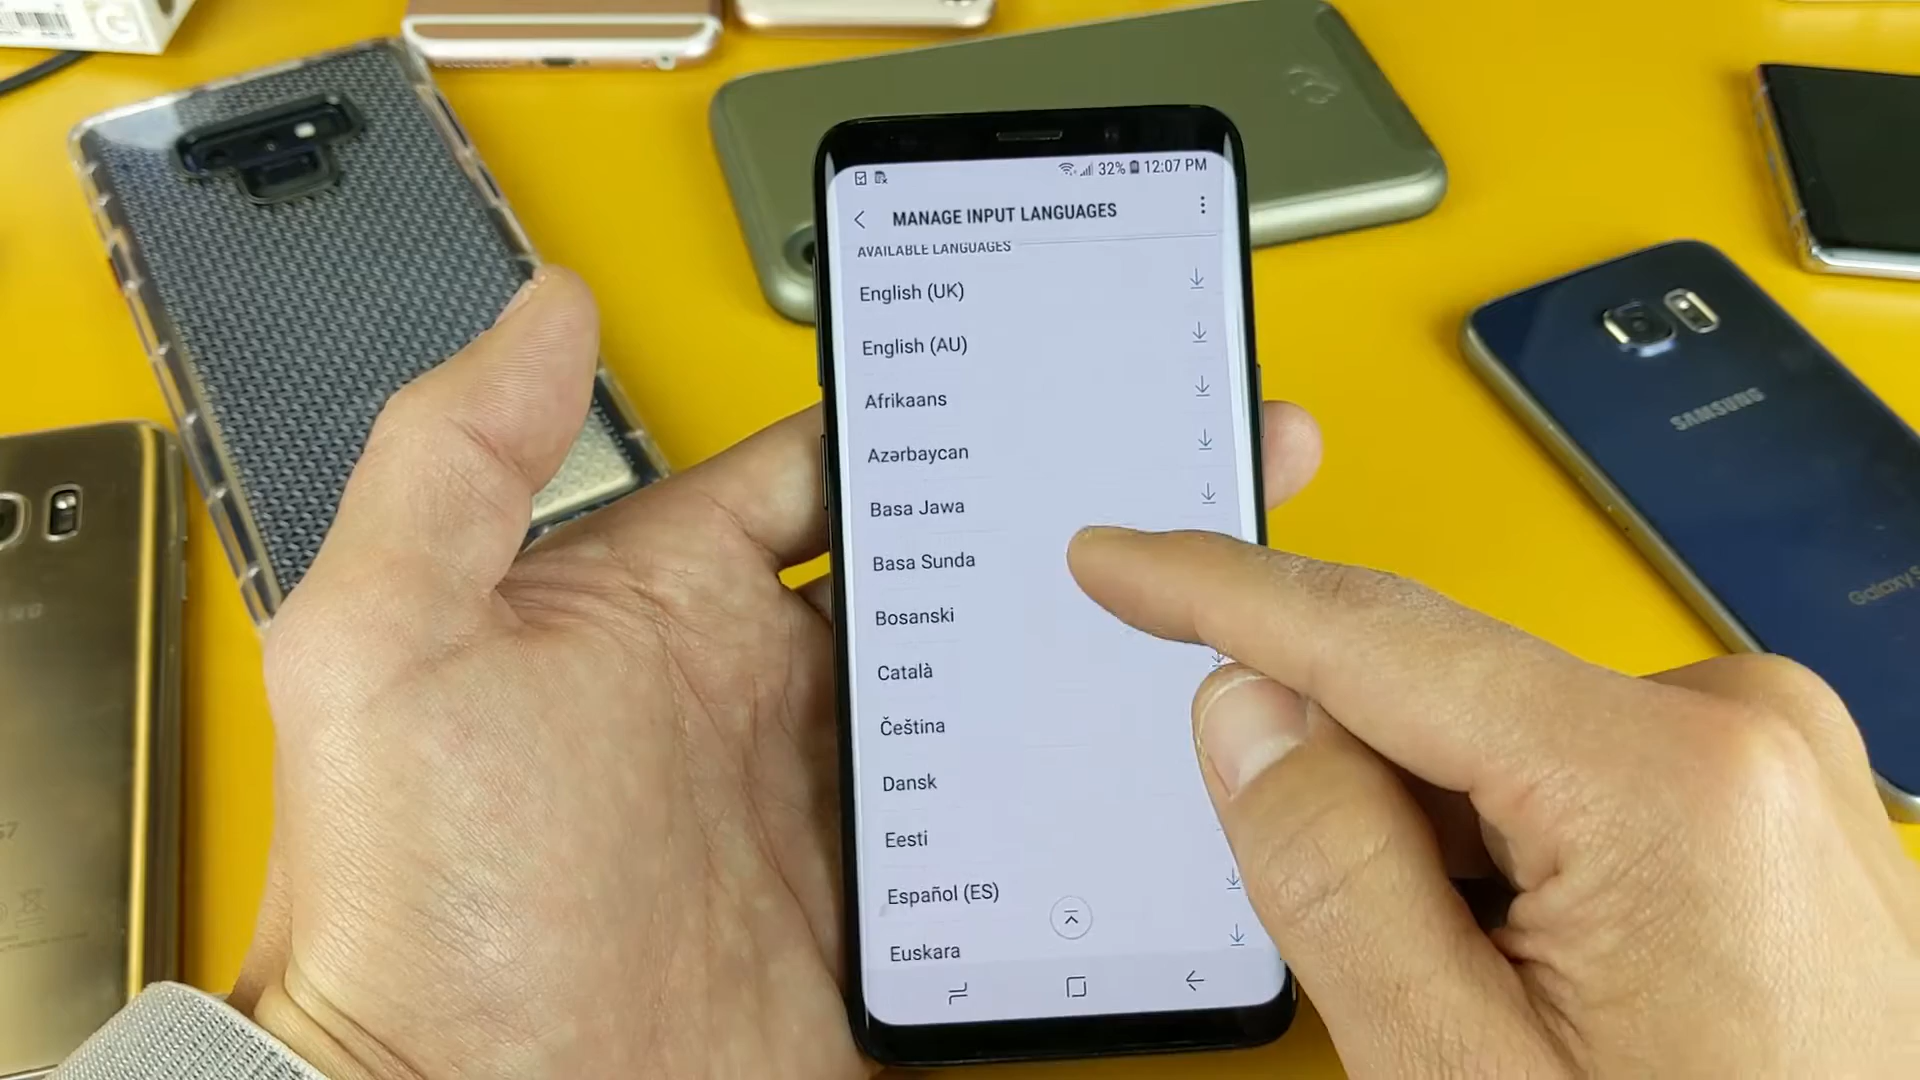 32% 12:07 PM
MANAGE INPUT LANGUAGES
AVAILABLE LANGUAGES
English (UK)
English (AU)
Afrikaans
Azərbaycan
Basa Jawa
Basa Sunda
Bosanski
Català
Čeština
Dansk
Eesti
Español (ES)
Euskara
SAMSUNG
Galaxy S